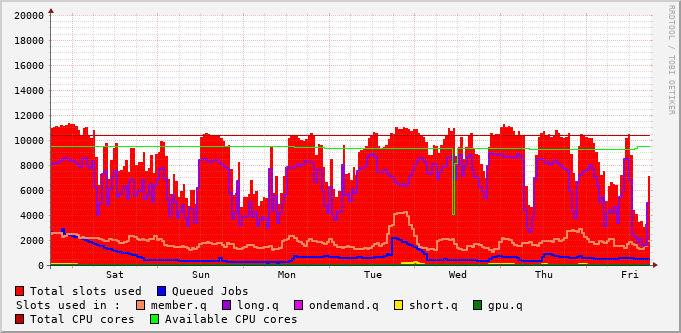 20000
18000
16000
14000
12000
10000
8000
6000
4000
2000
0
Sat Sun Mon Tue Wed Thu Fri
RRDTOOL / TOBI OETIKER
Total slots used Queued Jobs
Slots used in : member.q long.q ondemand.q short.q gpu.q
Total CPU cores Available CPU cores